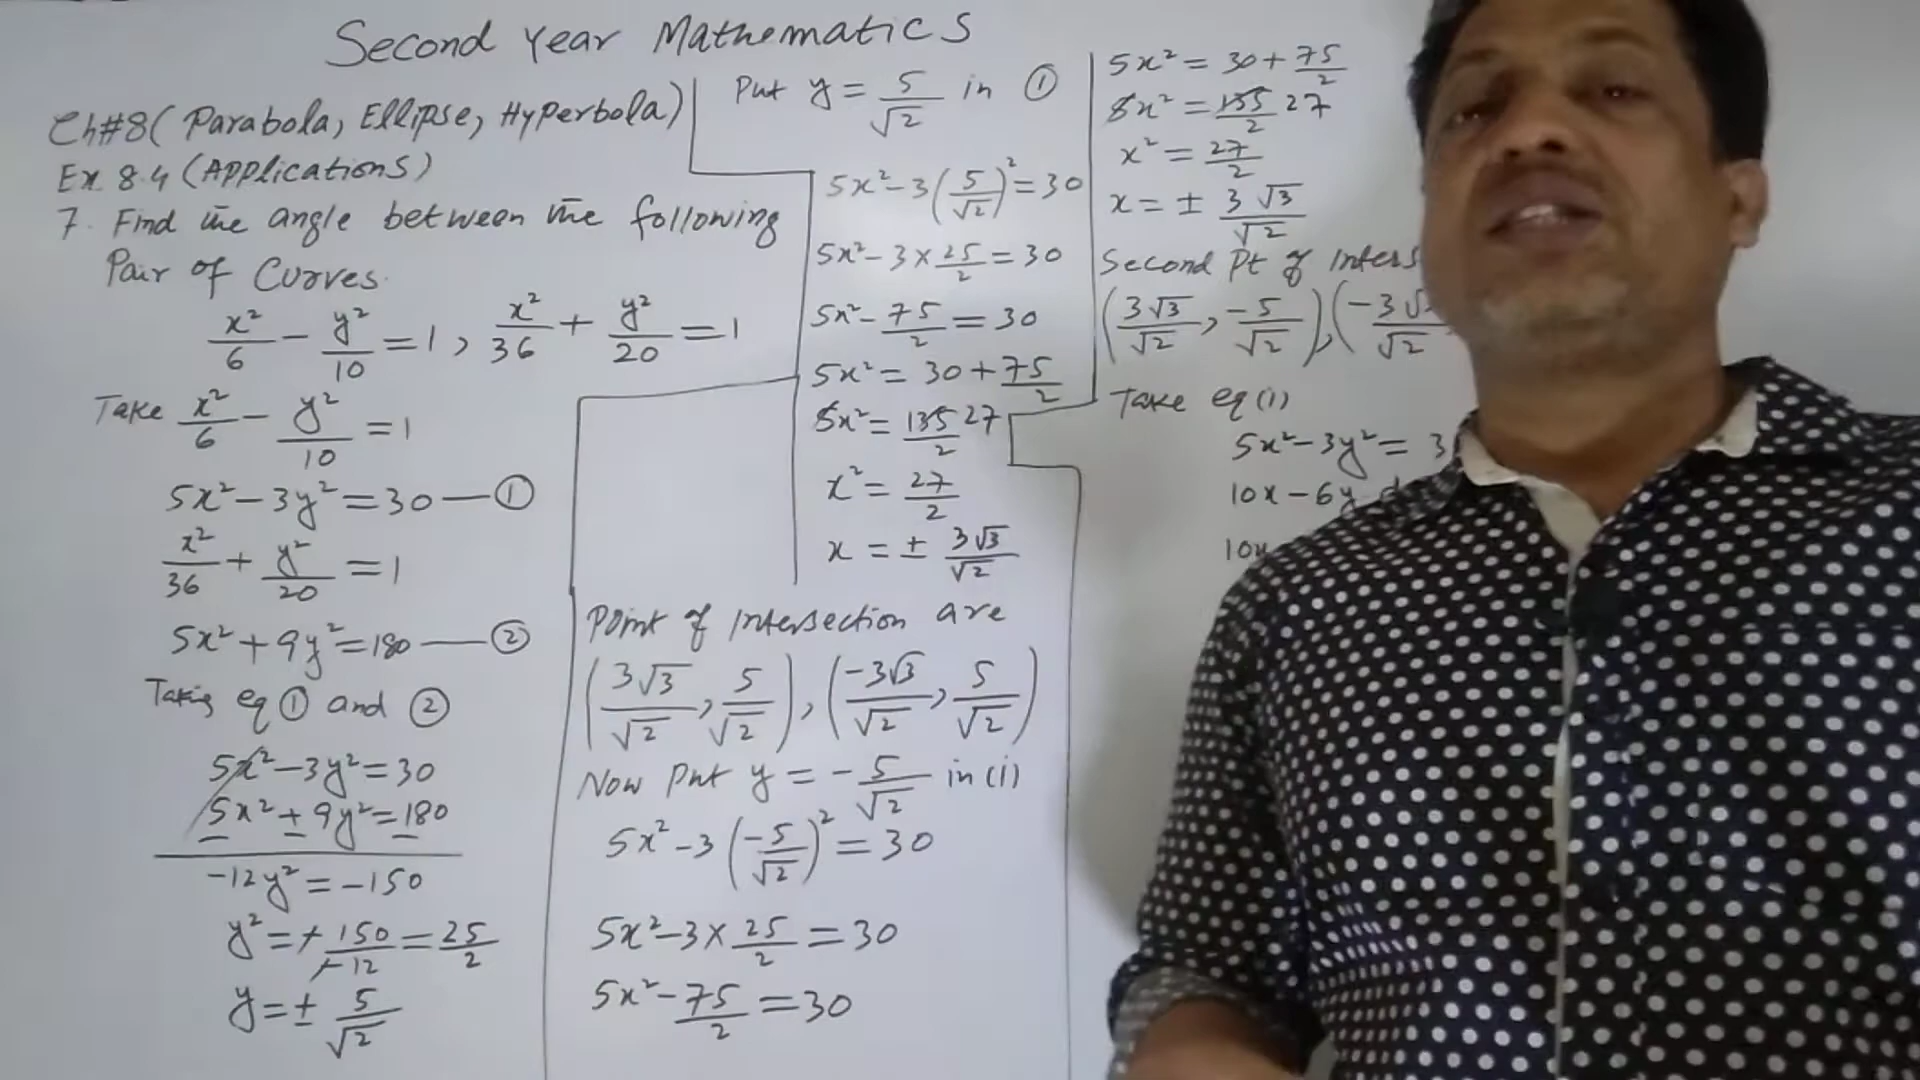 Second Year Mathematics
Ch#8 (Parabola, Ellipse, Hyperbola)
Ex 8.4 (Applications)
7. Find the angle between the following
Pair of Curves.
x²/6 - y²/10 = 1, x²/36 + y²/20 = 1
Take x²/6 - y²/10 = 1
5x² - 3y² = 30 — ①
x²/36 + y²/20 = 1
5x² + 9y² = 180 — ②
Taking eq ① and ②
5x² - 3y² = 30
5x² + 9y² = 180
- ± -
-12y² = -150
y² = +150/-12 = 25/2
y = ± 5/√2
Put y = 5/√2 in ①
5x² - 3(5/√2)² = 30
5x² - 3 × 25/2 = 30
5x² - 75/2 = 30
5x² = 30 + 75/2
5x² = 135/2 27
x² = 27/2
x = ± 3√3/√2
Point of intersection are
(3√3/√2, 5/√2), (-3√3/√2, 5/√2)
Now Put y = -5/√2 in (1)
5x² - 3(-5/√2)² = 30
5x² - 3 × 25/2 = 30
5x² - 75/2 = 30
5x² = 30 + 75/2
5x² = 135/2 27
x² = 27/2
x = ± 3√3/√2
Second Pt of Inters
(3√3/√2, -5/√2), (-3√/√2
Take eq (1)
5x² - 3y² = 3
10x - 6y
10x